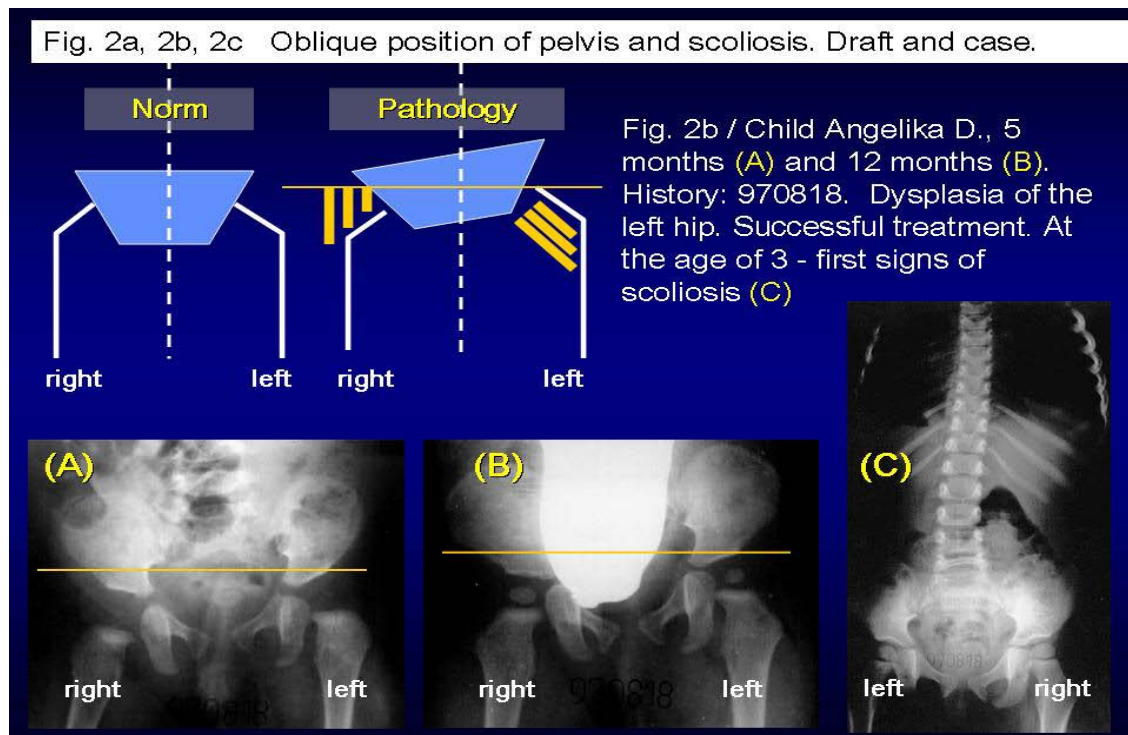 Fig. 2a, 2b, 2c Oblique position of pelvis and scoliosis. Draft and case.
Norm
Pathology
right
left
right
left
Fig. 2b / Child Angelika D., 5
months (A) and 12 months (B).
History: 970818. Dysplasia of the
left hip. Successful treatment. At
the age of 3 - first signs of
scoliosis (C)
(A)
right
left
970818
(B)
right
left
970818
(C)
left
right
970818